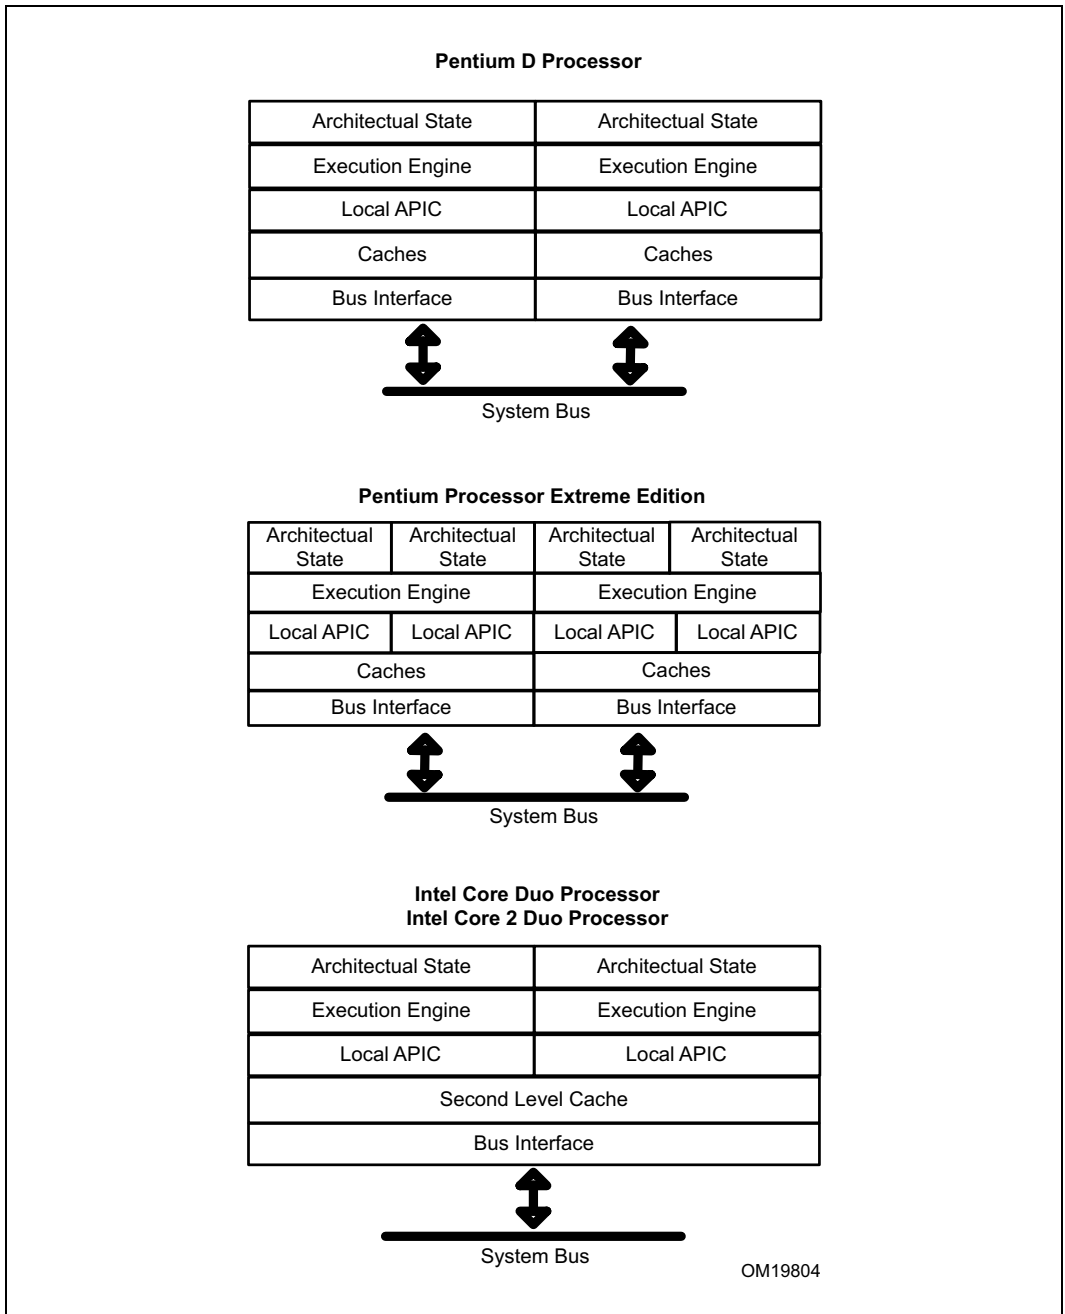 Pentium D Processor
Architectual State Architectual State
Execution Engine Execution Engine
Local APIC Local APIC
Caches Caches
Bus Interface Bus Interface
System Bus
Pentium Processor Extreme Edition
Architectual Architectual Architectual Architectual
State State State State
Execution Engine Execution Engine
Local APIC Local APIC Local APIC Local APIC
Caches Caches
Bus Interface Bus Interface
System Bus
Intel Core Duo Processor
Intel Core 2 Duo Processor
Architectual State Architectual State
Execution Engine Execution Engine
Local APIC Local APIC
Second Level Cache
Bus Interface
System Bus
OM19804